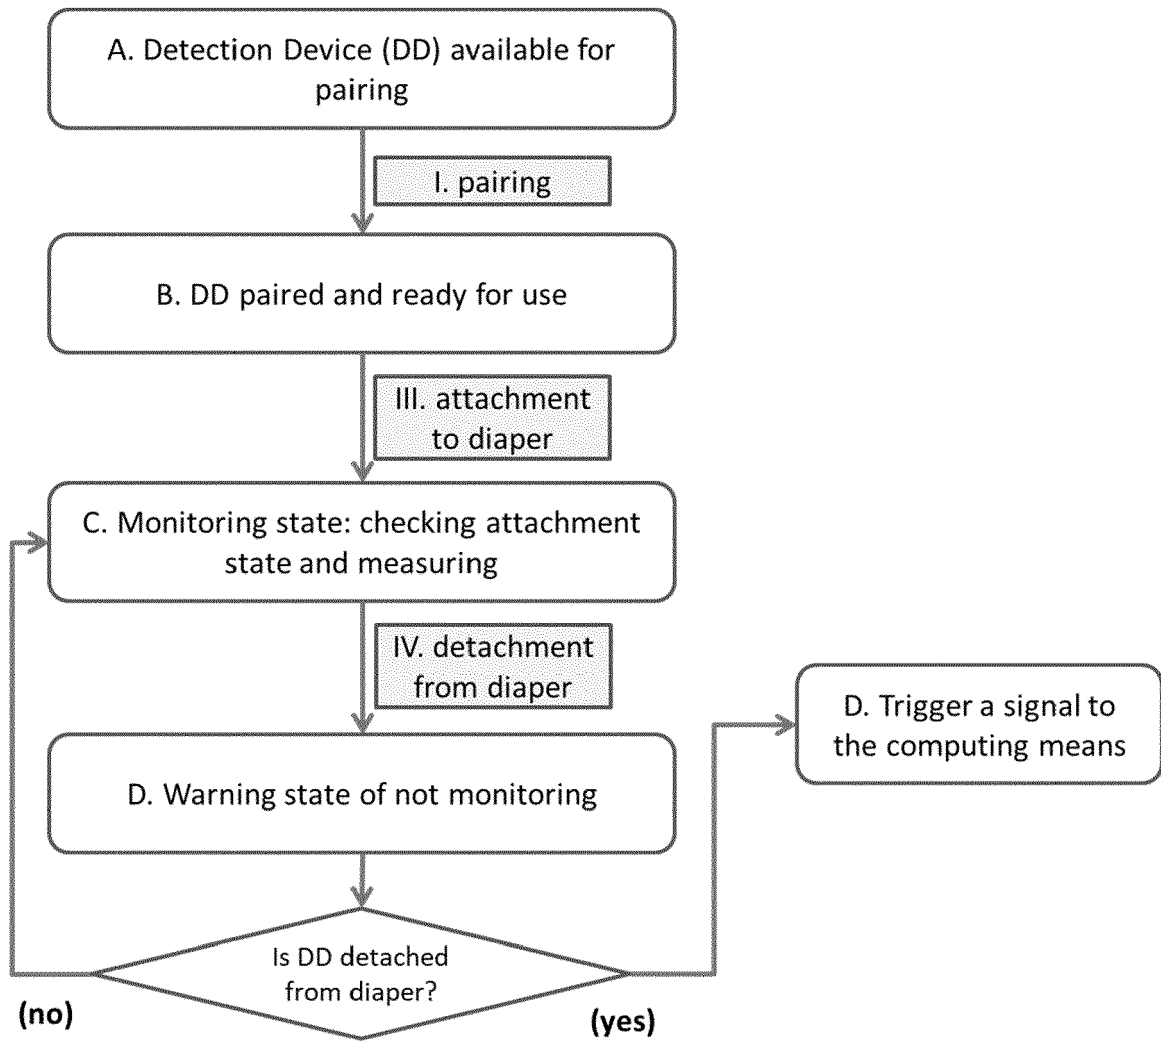 A. Detection Device (DD) available for
pairing
I. pairing
B. DD paired and ready for use
III. attachment
to diaper
C. Monitoring state: checking attachment
state and measuring
IV. detachment
from diaper
D. Trigger a signal to
the computing means
D. Warning state of not monitoring
Is DD detached
from diaper?
(no)
(yes)